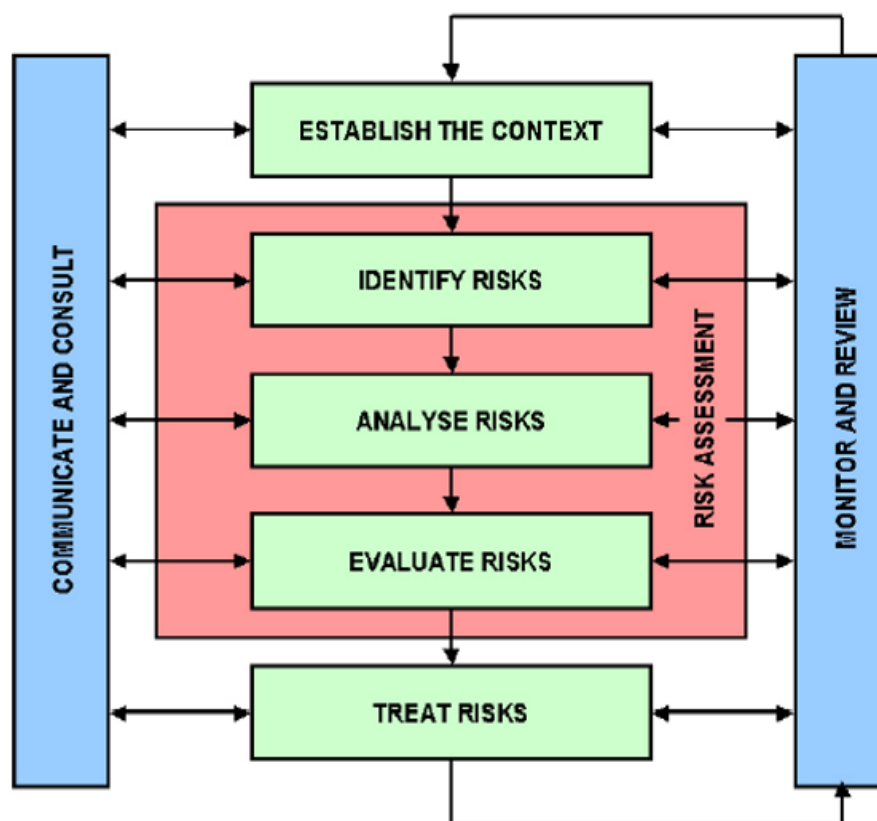 ESTABLISH THE CONTEXT
COMMUNICATE AND CONSULT
IDENTIFY RISKS
ANALYSE RISKS
EVALUATE RISKS
RISK ASSESSMENT
MONITOR AND REVIEW
TREAT RISKS